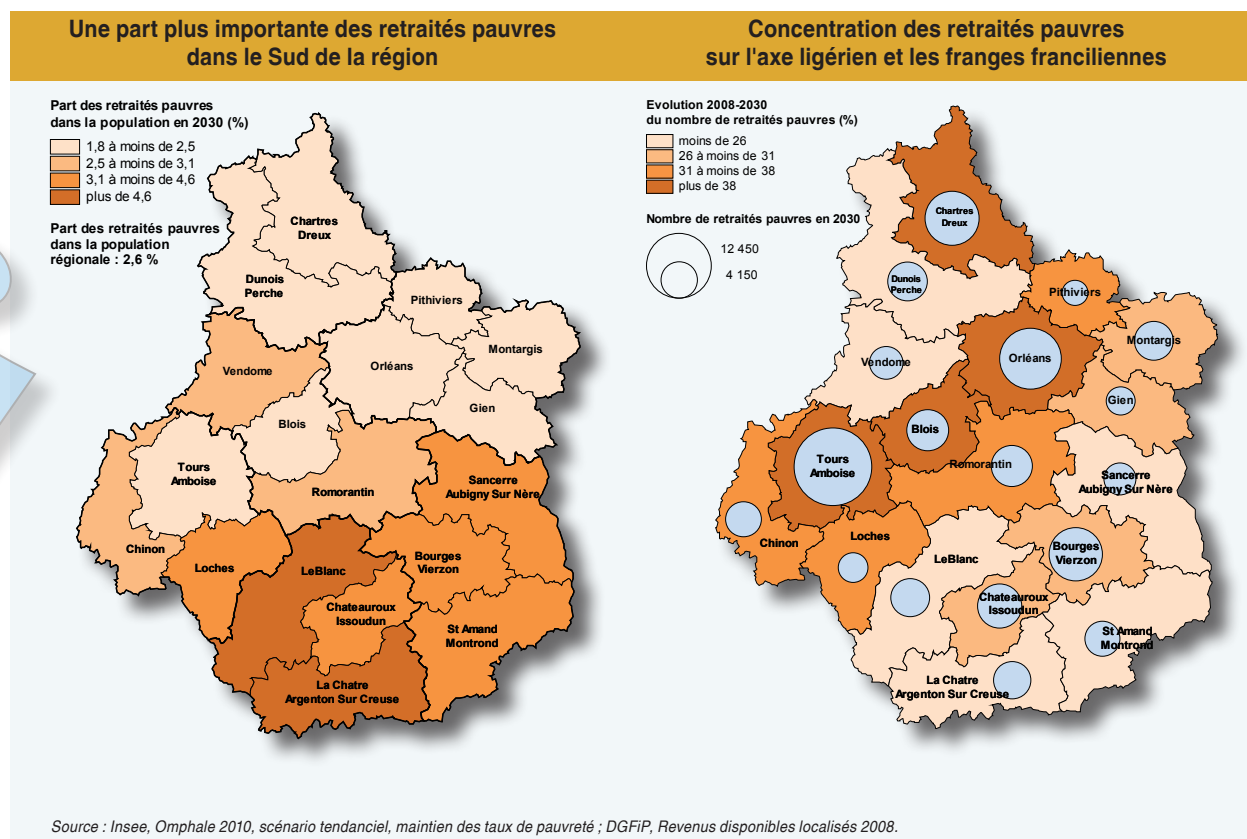 Une part plus importante des retraités pauvres
dans le Sud de la région
Part des retraités pauvres
dans la population en 2030 (%)
1,8 à moins de 2,5
2,5 à moins de 3,1
3,1 à moins de 4,6
plus de 4,6
Part des retraités pauvres
dans la population
régionale : 2,6 %
Chartres
Dreux
Dunois
Perche
Pithiviers
Montargis
Orléans
Vendome
Gien
Blois
Tours
Amboise
Romorantin
Sancerre
Aubigny Sur Nère
Chinon
Loches
LeBlanc
Bourges
Vierzon
Chateauroux
Issoudun
St Amand
Montrond
La Chatre
Argenton Sur Creuse
Concentration des retraités pauvres
sur l'axe ligérien et les franges franciliennes
Evolution 2008-2030
du nombre de retraités pauvres (%)
moins de 26
26 à moins de 31
31 à moins de 38
plus de 38
Nombre de retraités pauvres en 2030
12 450
4 150
Chartres
Dreux
Dunois
Perche
Pithiviers
Montargis
Orléans
Vendome
Gien
Blois
Tours
Amboise
Romorantin
Sancerre
Aubigny Sur Nère
Chinon
Loches
LeBlanc
Bourges
Vierzon
Chateauroux
Issoudun
St Amand
Montrond
La Chatre
Argenton Sur Creuse
Source : Insee, Omphale 2010, scénario tendanciel, maintien des taux de pauvreté ; DGFiP, Revenus disponibles localisés 2008.